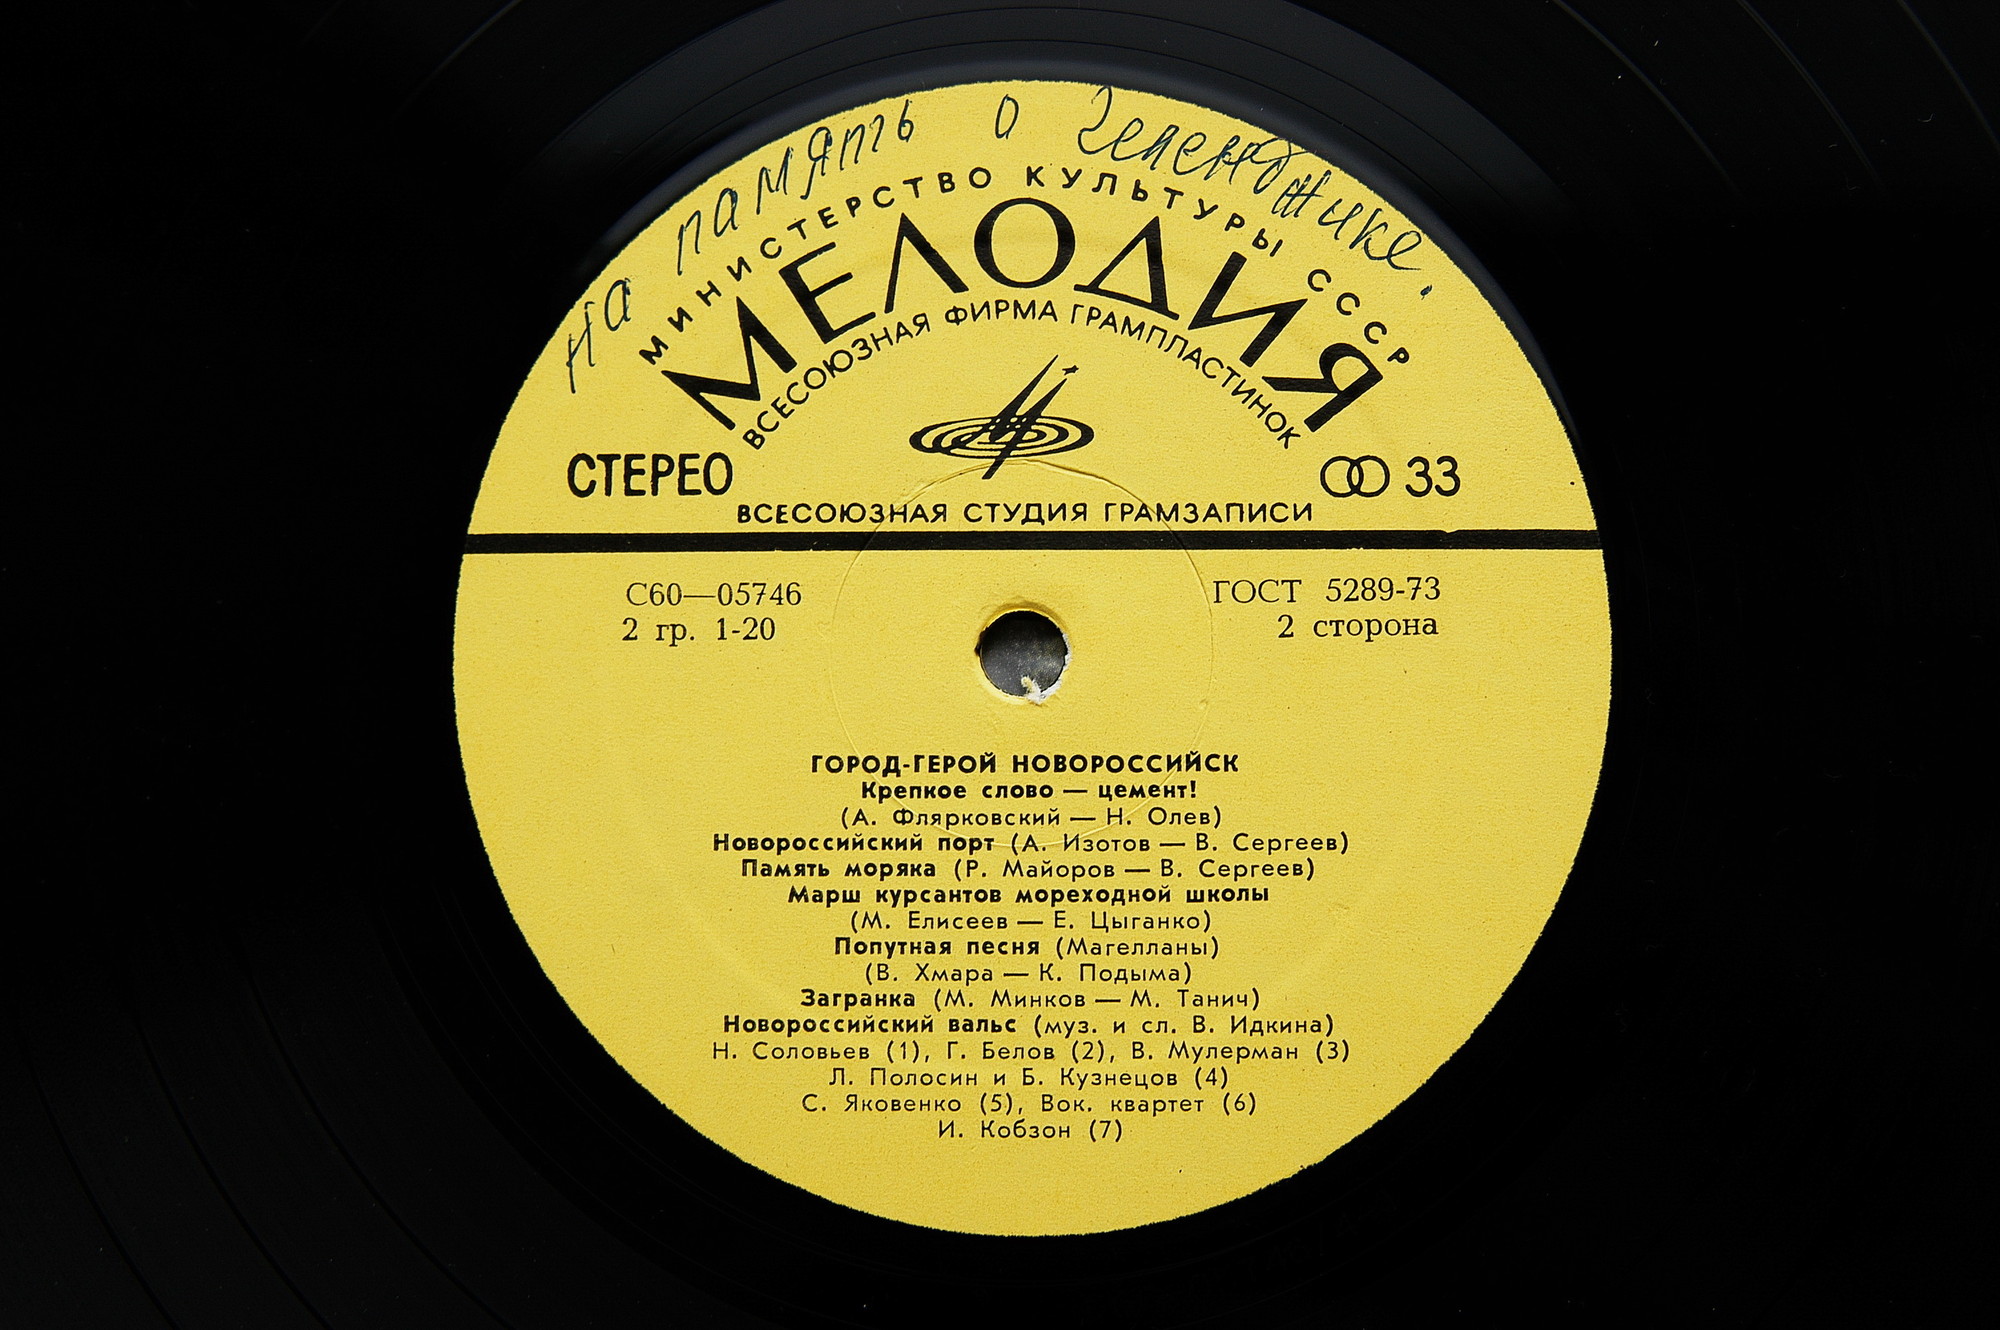 На память о Геленджике.
МИНИСТЕРСТВО КУЛЬТУРЫ СССР
МЕЛОДИЯ
ВСЕСОЮЗНАЯ ФИРМА ГРАМПЛАСТИНОК
СТЕРЕО
33
ВСЕСОЮЗНАЯ СТУДИЯ ГРАМЗАПИСИ
С60—05746
ГОСТ 5289-73
2 гр. 1-20
2 сторона
ГОРОД-ГЕРОЙ НОВОРОССИЙСК
Крепкое слово — цемент!
(А. Флярковский — Н. Олев)
Новороссийский порт (А. Изотов — В. Сергеев)
Память моряка (Р. Майоров — В. Сергеев)
Марш курсантов мореходной школы
(М. Елисеев — Е. Цыганко)
Попутная песня (Магелланы)
(В. Хмара — К. Подыма)
Загранка (М. Минков — М. Танич)
Новороссийский вальс (муз. и сл. В. Идкина)
Н. Соловьев (1), Г. Белов (2), В. Мулерман (3)
Л. Полосин и Б. Кузнецов (4)
С. Яковенко (5), Вок. квартет (6)
И. Кобзон (7)